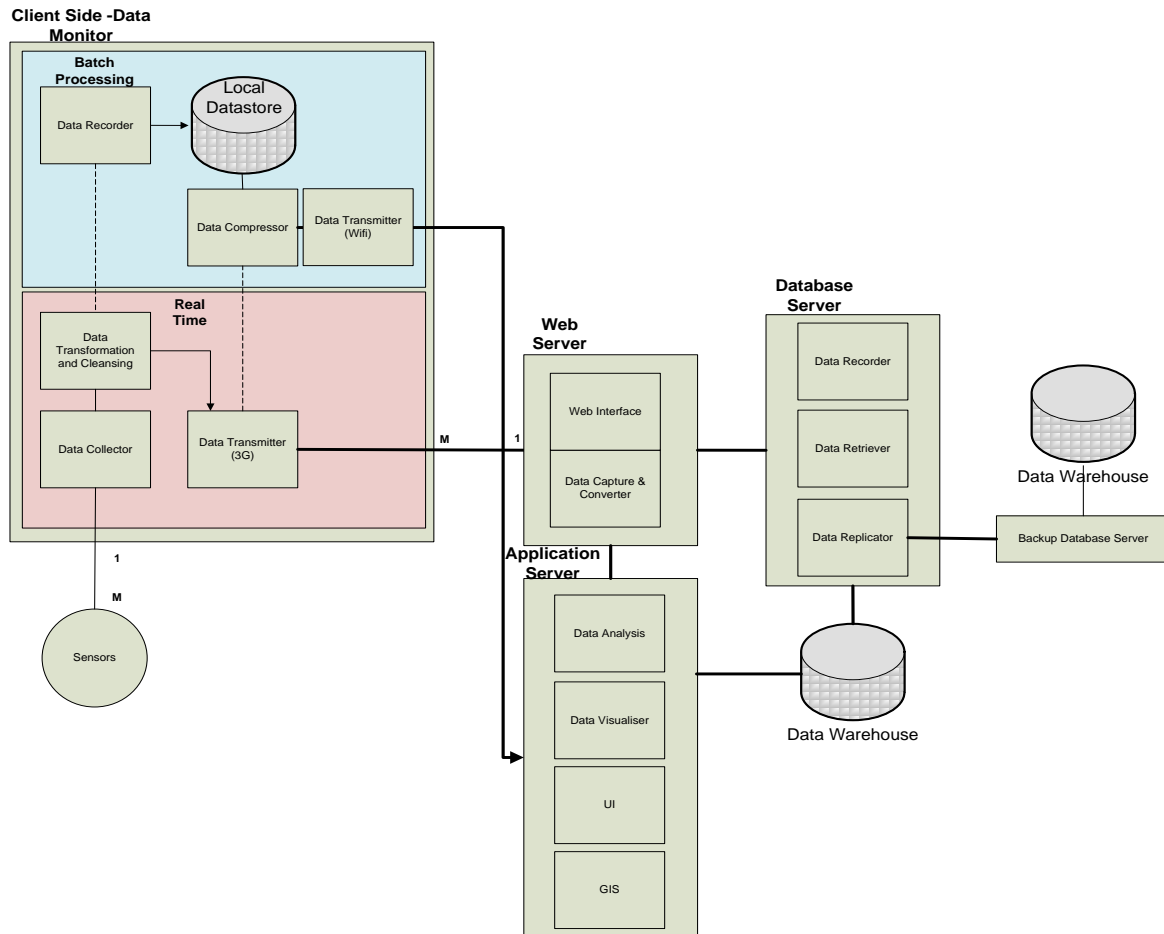 Client Side -Data
Monitor
Batch
Processing
Data Recorder
Local
Datastore
Data Compressor
Data Transmitter
(Wifi)
Real
Time
Data
Transformation
and Cleansing
Data Collector
Data Transmitter
(3G)
M
1
1
M
Sensors
Web
Server
Web Interface
Data Capture &
Converter
Application
Server
Data Analysis
Data Visualiser
UI
GIS
Database
Server
Data Recorder
Data Retriever
Data Replicator
Data Warehouse
Data Warehouse
Backup Database Server